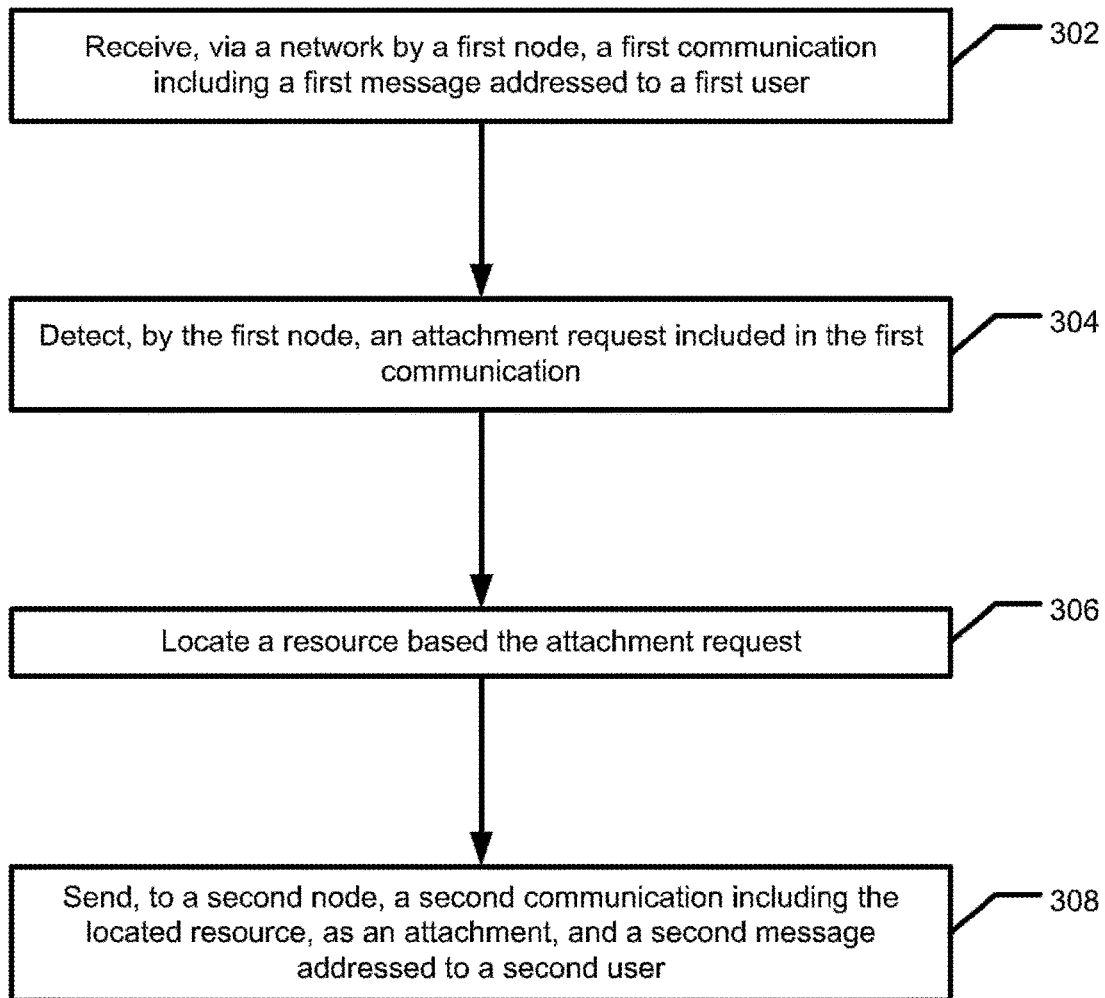 Receive, via a network by a first node, a first communication
including a first message addressed to a first user
302
Detect, by the first node, an attachment request included in the first
communication
304
Locate a resource based the attachment request
306
Send, to a second node, a second communication including the
located resource, as an attachment, and a second message
addressed to a second user
308